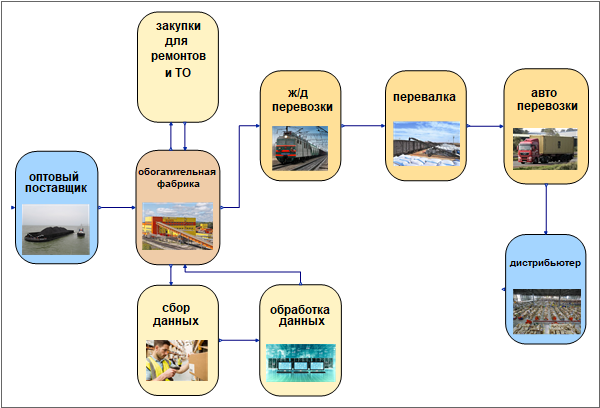 закупки
для
ремонтов
и ТО
ж/д
перевозки
перевалка
авто
перевозки
оптовый
поставщик
обогатительная
фабрика
дистрибьютер
сбор
данных
обработка
данных